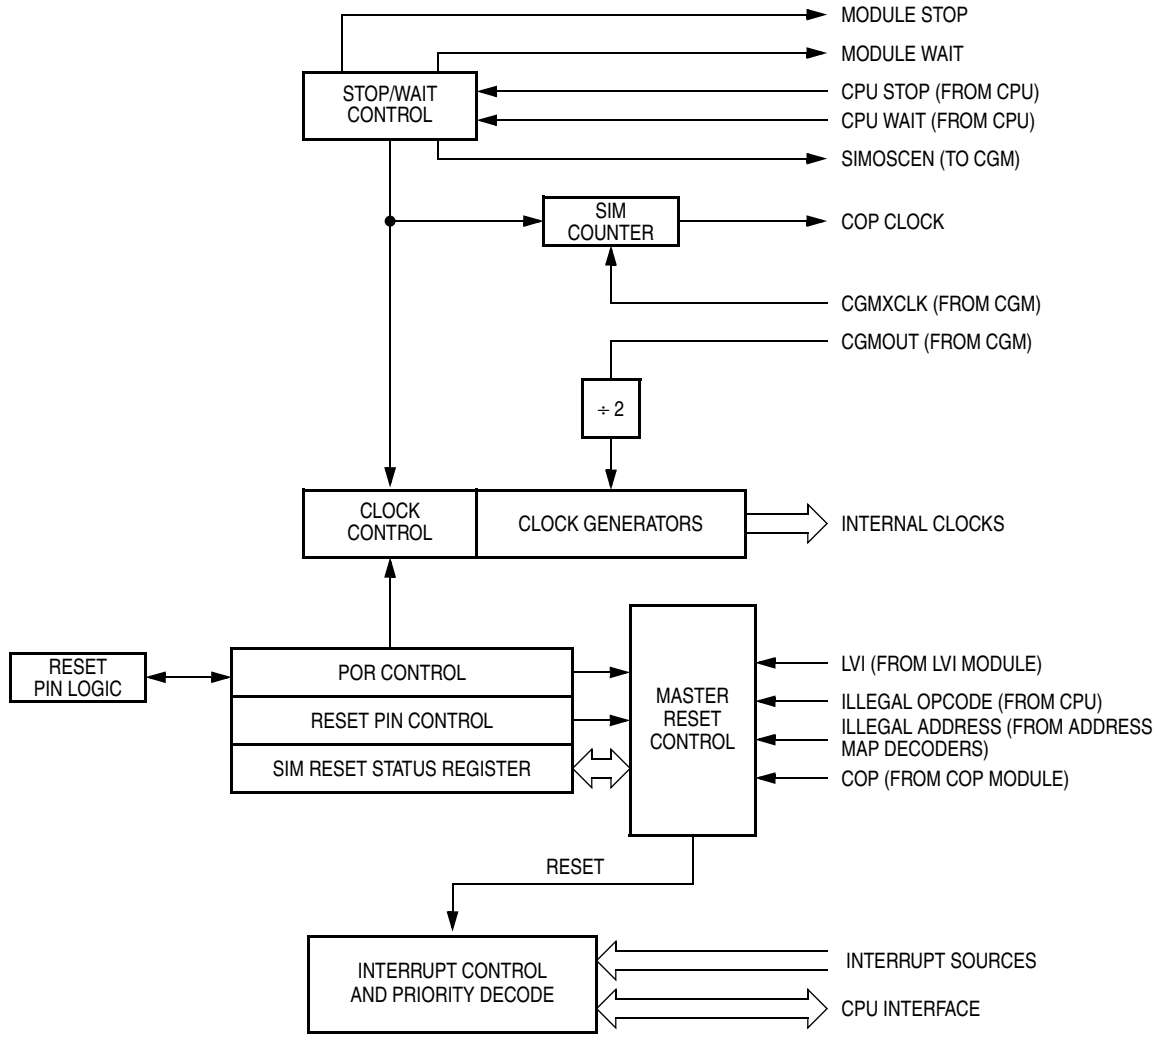 MODULE STOP
MODULE WAIT
STOP/WAIT
CONTROL
CPU STOP (FROM CPU)
CPU WAIT (FROM CPU)
SIMOSCEN (TO CGM)
SIM
COUNTER
COP CLOCK
CGMXCLK (FROM CGM)
CGMOUT (FROM CGM)
÷ 2
CLOCK
CONTROL
CLOCK GENERATORS
INTERNAL CLOCKS
RESET
PIN LOGIC
POR CONTROL
RESET PIN CONTROL
SIM RESET STATUS REGISTER
MASTER
RESET
CONTROL
LVI (FROM LVI MODULE)
ILLEGAL OPCODE (FROM CPU)
ILLEGAL ADDRESS (FROM ADDRESS
MAP DECODERS)
COP (FROM COP MODULE)
RESET
INTERRUPT CONTROL
AND PRIORITY DECODE
INTERRUPT SOURCES
CPU INTERFACE